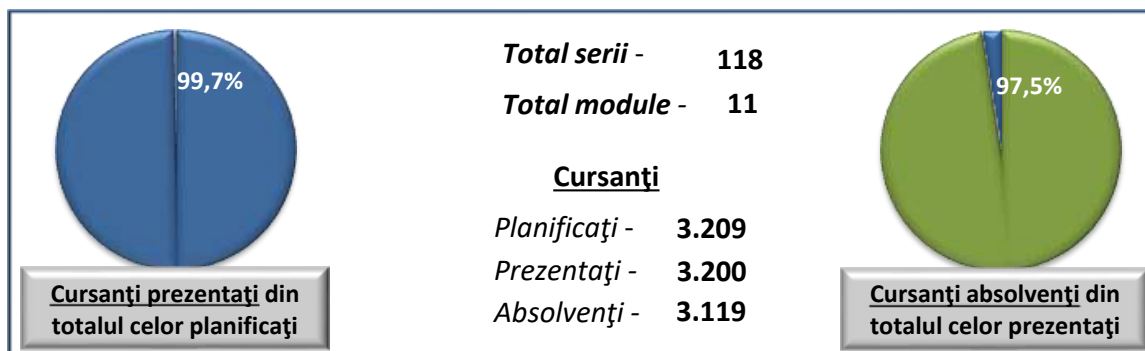 99,7%
Cursanţi prezentaţi din
totalul celor planificaţi
Total serii - 118
Total module - 11
Cursanţi
Planificaţi - 3.209
Prezentaţi - 3.200
Absolvenţi - 3.119
97,5%
Cursanţi absolvenţi din
totalul celor prezentaţi